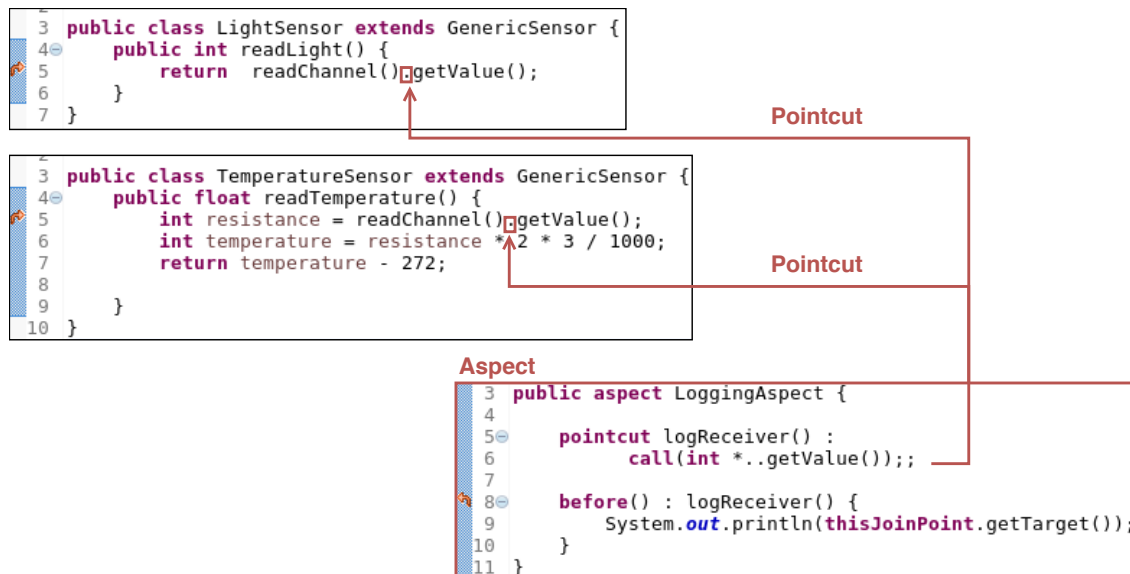 3 public class LightSensor extends GenericSensor {
4 public int readLight() {
5 return readChannel().getValue();
6 }
7 }
Pointcut
3 public class TemperatureSensor extends GenericSensor {
4 public float readTemperature() {
5 int resistance = readChannel().getValue();
6 int temperature = resistance * 2 * 3 / 1000;
7 return temperature - 272;
8
9 }
10 }
Pointcut
Aspect
3 public aspect LoggingAspect {
4
5 pointcut logReceiver() :
6 call(int *..getValue());;
7
8 before() : logReceiver() {
9 System.out.println(thisJoinPoint.getTarget());
10 }
11 }